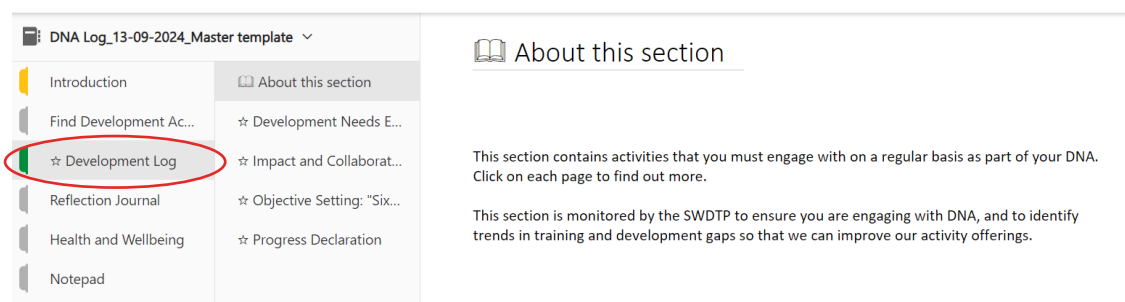 DNA Log_13-09-2024_Master template
Introduction
Find Development Ac...
☆ Development Log
Reflection Journal
Health and Wellbeing
Notepad
About this section
☆ Development Needs E...
☆ Impact and Collaborat...
☆ Objective Setting: "Six...
☆ Progress Declaration
About this section
This section contains activities that you must engage with on a regular basis as part of your DNA.
Click on each page to find out more.
This section is monitored by the SWDTP to ensure you are engaging with DNA, and to identify
trends in training and development gaps so that we can improve our activity offerings.